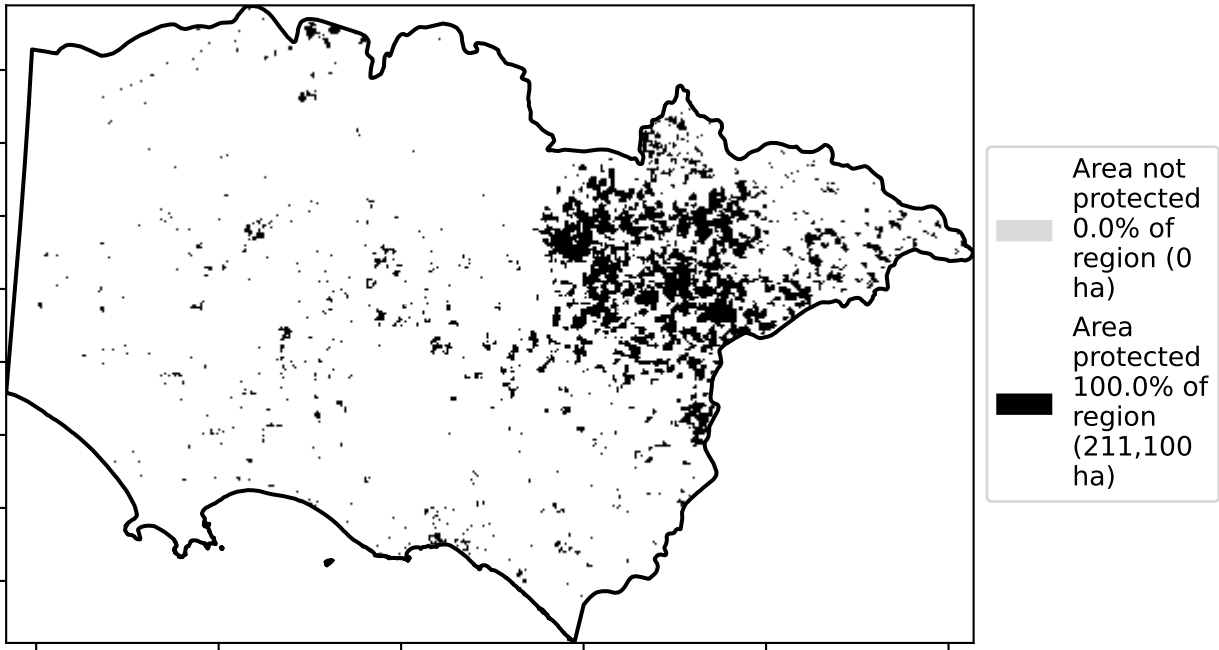 Area not
protected
0.0% of
region (0
ha)
Area
protected
100.0% of
region
(211,100
ha)